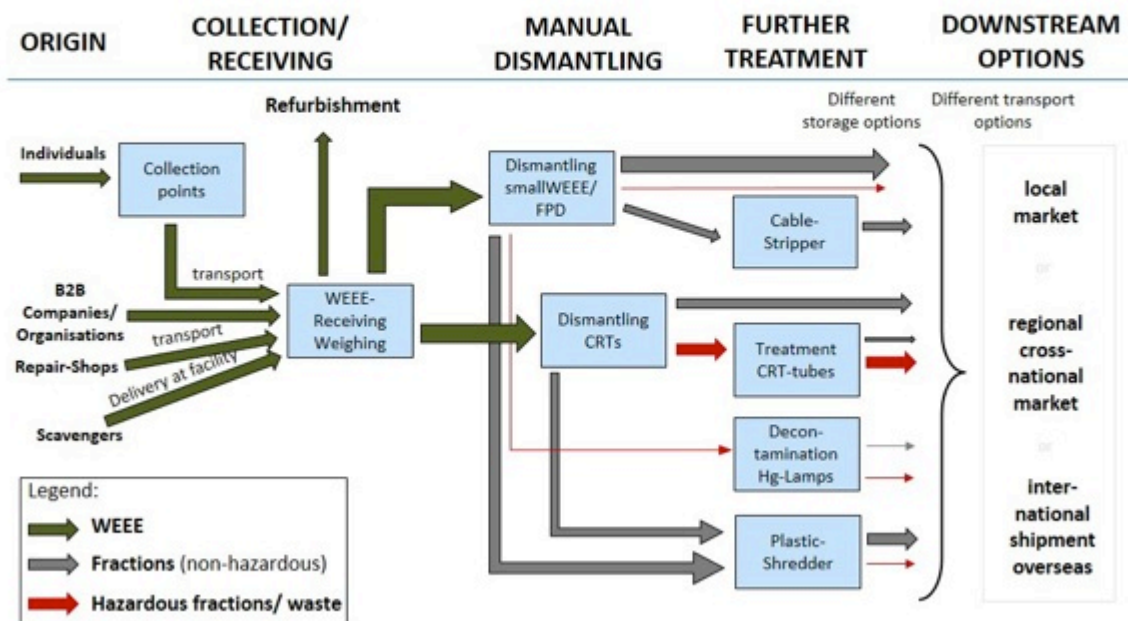 ORIGIN
COLLECTION/
RECEIVING
MANUAL
DISMANTLING
FURTHER
TREATMENT
DOWNSTREAM
OPTIONS
Different
storage options
Different transport
options
Refurbishment
Individuals
Collection
points
transport
B2B
Companies/
Organisations
transport
Repair-Shops
Delivery at facility
Scavengers
WEEE-
Receiving
Weighing
Dismantling
smallWEEE/
FPD
Dismantling
CRTs
Cable-
Stripper
Treatment
CRT-tubes
Decon-
tamination
Hg-Lamps
Plastic-
Shredder
local
market
or
regional
cross-
national
market
or
inter-
national
shipment
overseas
Legend:
WEEE
Fractions (non-hazardous)
Hazardous fractions/ waste